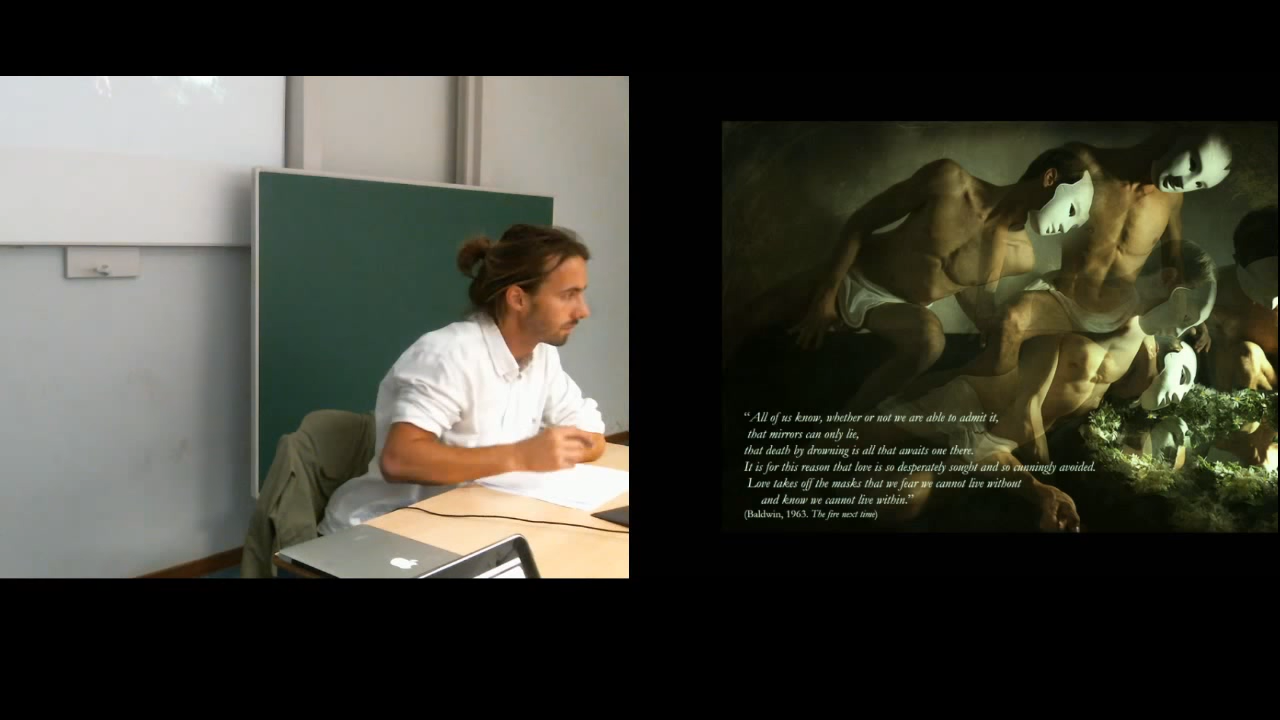 “All of us know, whether or not we are able to admit it,
that mirrors can only lie,
that death by drowning is all that awaits one there.
It is for this reason that love is so desperately sought and so cunningly avoided.
Love takes off the masks that we fear we cannot live without
and know we cannot live within.”
(Baldwin, 1963. The fire next time)